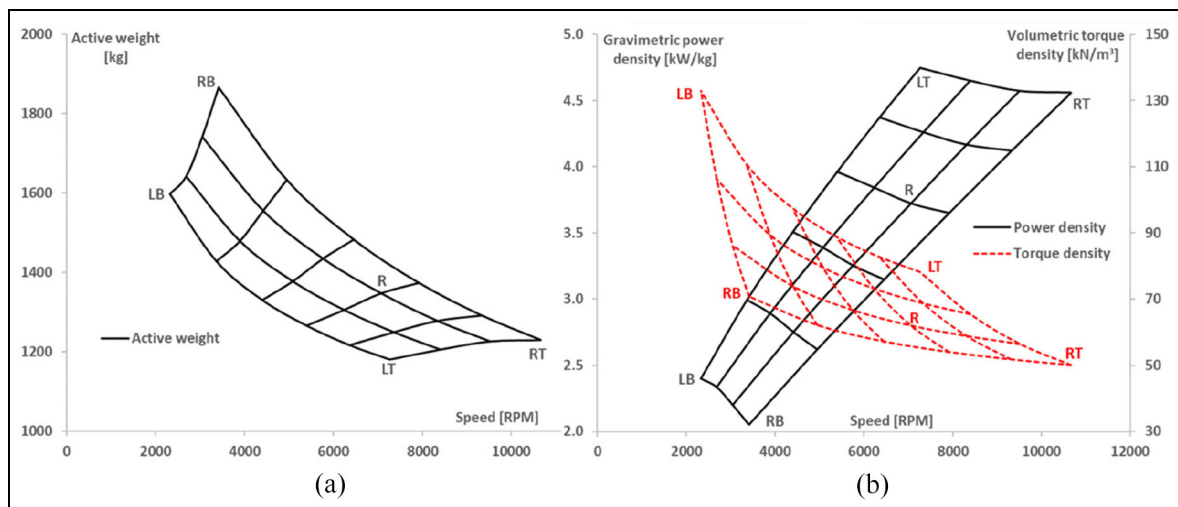 2000
1800
1600
1400
1200
1000
Active weight
[kg]
RB
LB
R
Active weight
LT
RT
Speed [RPM]
0
2000
4000
6000
8000
10000
(a)
5.0
4.5
4.0
3.5
3.0
2.5
2.0
Gravimetric power
density [kW/kg]
Volumetric torque
density [kN/m³]
150
130
110
90
70
50
30
LT
RT
LB
R
Power density
Torque density
LT
RB
R
RT
LB
RB
Speed [RPM]
0
2000
4000
6000
8000
10000
12000
(b)